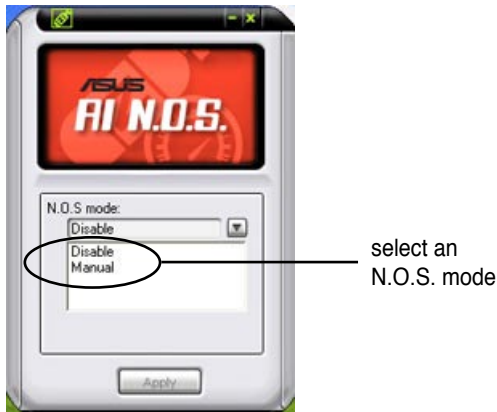 ASUS
AI N.O.S.
N.O.S mode:
Disable
Disable
Manual
select an
N.O.S. mode
Apply